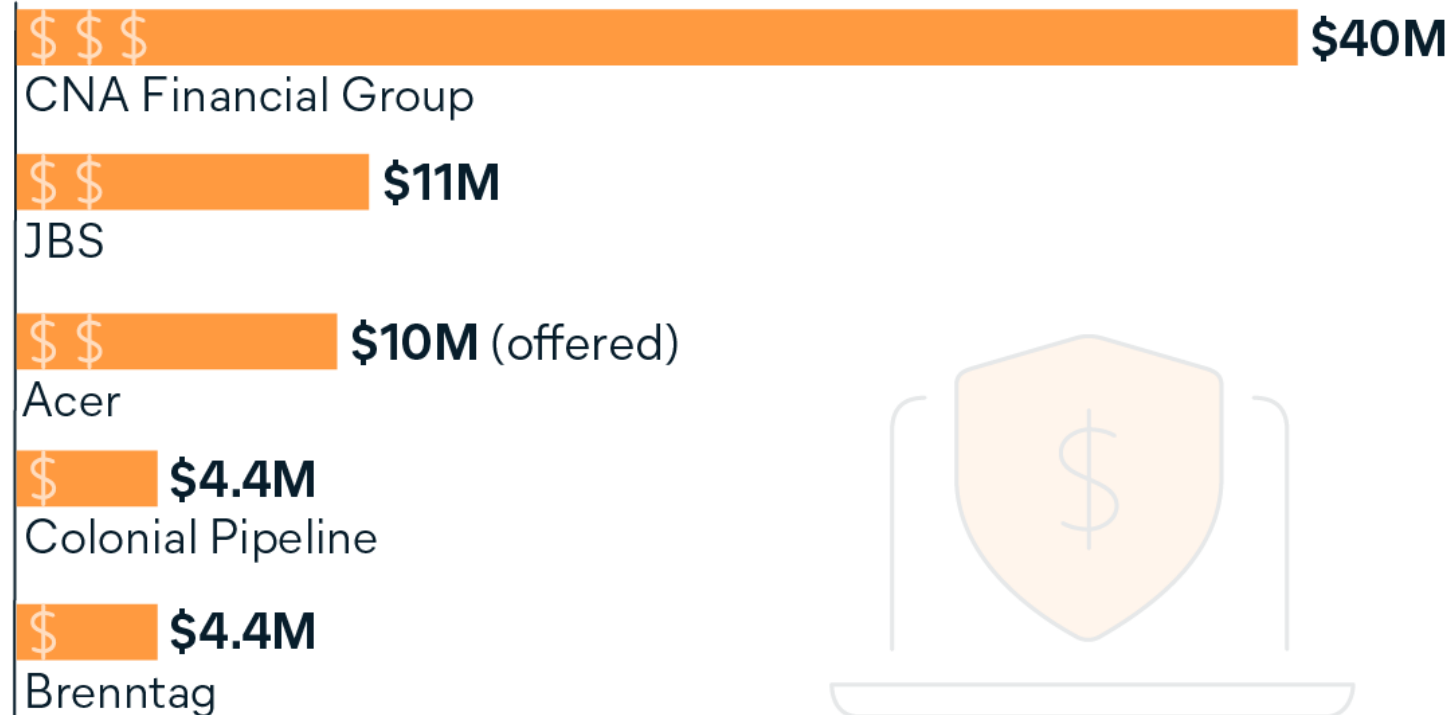 $ $ $ $40M
CNA Financial Group
$ $ $11M
JBS
$ $ $10M (offered)
Acer
$ $4.4M
Colonial Pipeline
$ $4.4M
Brenntag
$